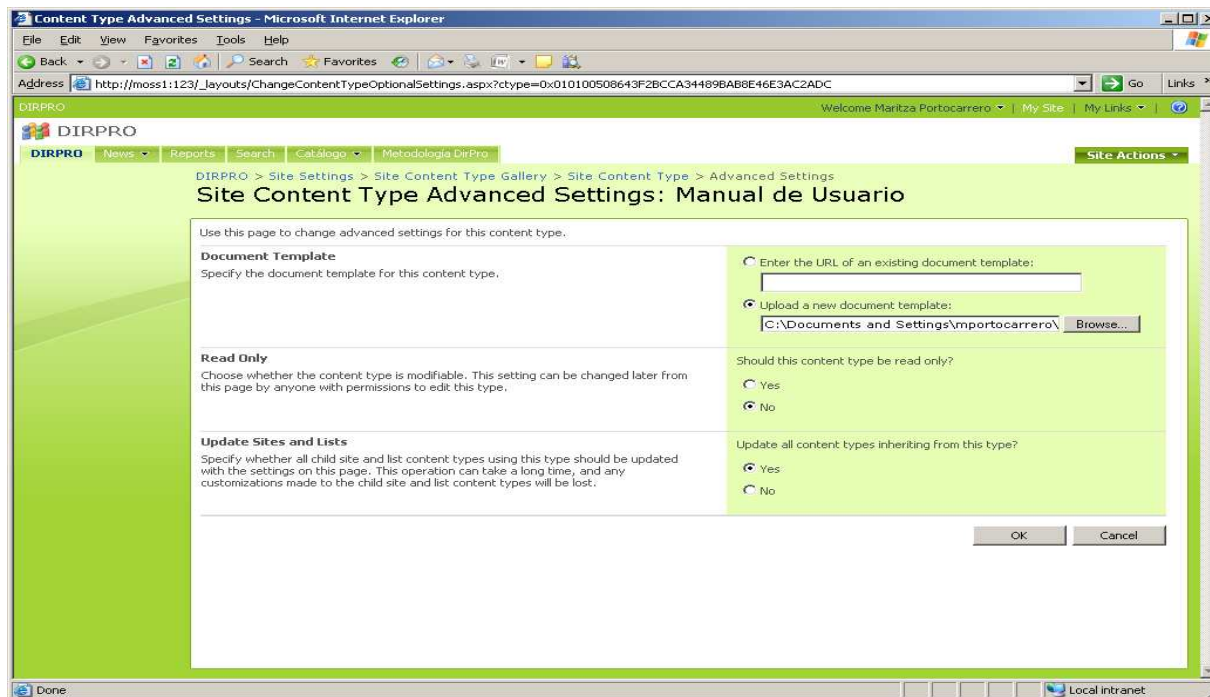 Content Type Advanced Settings - Microsoft Internet Explorer
File Edit View Favorites Tools Help
Back Search Favorites
Address http://moss1:123/_layouts/ChangeContentTypeOptionalSettings.aspx?ctype=0x010100508643F2BCCA34489BAB8E46E3AC2ADC Go Links
DIRPRO Welcome Maritza Portocarrero | My Site | My Links |
DIRPRO
DIRPRO News Reports Search Catálogo Metodología DirPro Site Actions
DIRPRO > Site Settings > Site Content Type Gallery > Site Content Type > Advanced Settings
Site Content Type Advanced Settings: Manual de Usuario
Use this page to change advanced settings for this content type.
Document Template
Specify the document template for this content type.
Enter the URL of an existing document template:
Upload a new document template:
C:\Documents and Settings\mportocarrero\ Browse...
Read Only
Choose whether the content type is modifiable. This setting can be changed later from
this page by anyone with permissions to edit this type.
Should this content type be read only?
Yes
No
Update Sites and Lists
Specify whether all child site and list content types using this type should be updated
with the settings on this page. This operation can take a long time, and any
customizations made to the child site and list content types will be lost.
Update all content types inheriting from this type?
Yes
No
OK Cancel
Done Local intranet